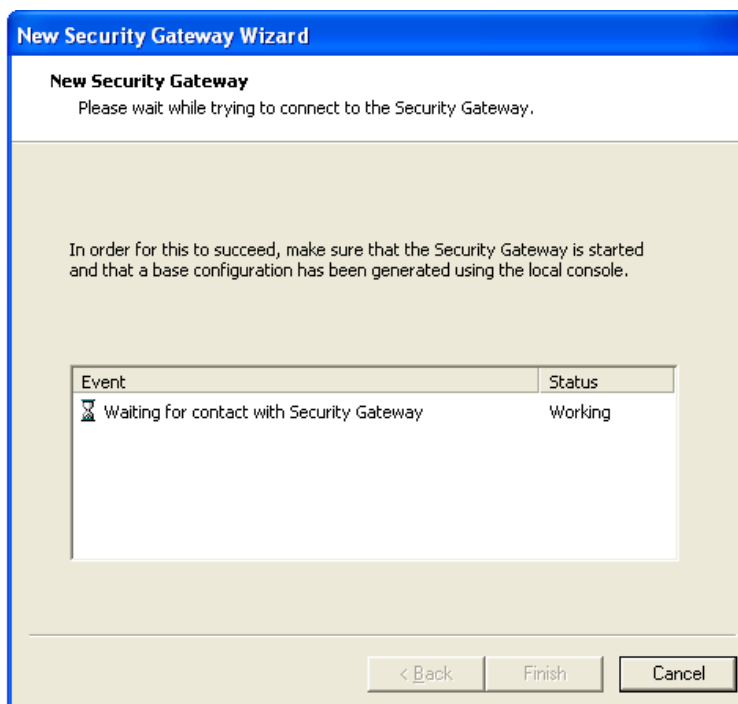 New Security Gateway Wizard
New Security Gateway
Please wait while trying to connect to the Security Gateway.
In order for this to succeed, make sure that the Security Gateway is started
and that a base configuration has been generated using the local console.
Event Status
Waiting for contact with Security Gateway Working
< Back Finish Cancel